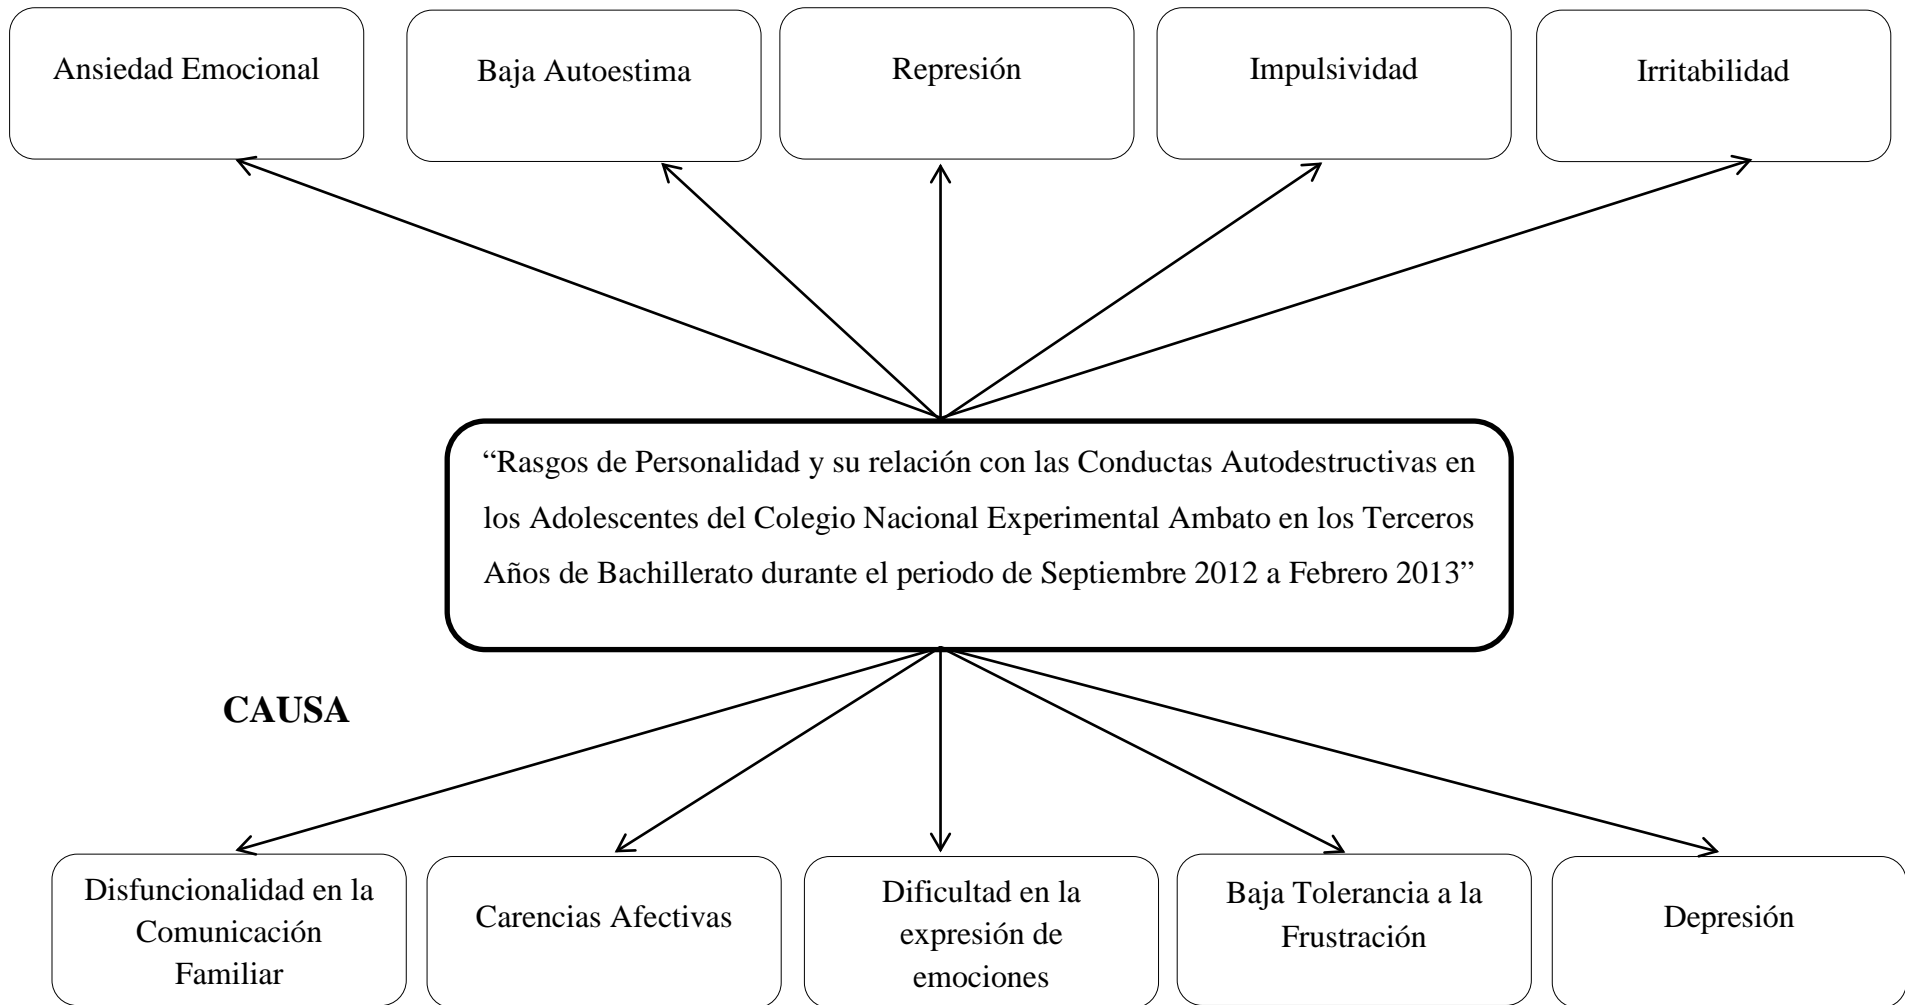 Ansiedad Emocional
Baja Autoestima
Represión
Impulsividad
Irritabilidad
“Rasgos de Personalidad y su relación con las Conductas Autodestructivas en
los Adolescentes del Colegio Nacional Experimental Ambato en los Terceros
Años de Bachillerato durante el periodo de Septiembre 2012 a Febrero 2013”
CAUSA
Disfuncionalidad en la
Comunicación
Familiar
Carencias Afectivas
Dificultad en la
expresión de
emociones
Baja Tolerancia a la
Frustración
Depresión